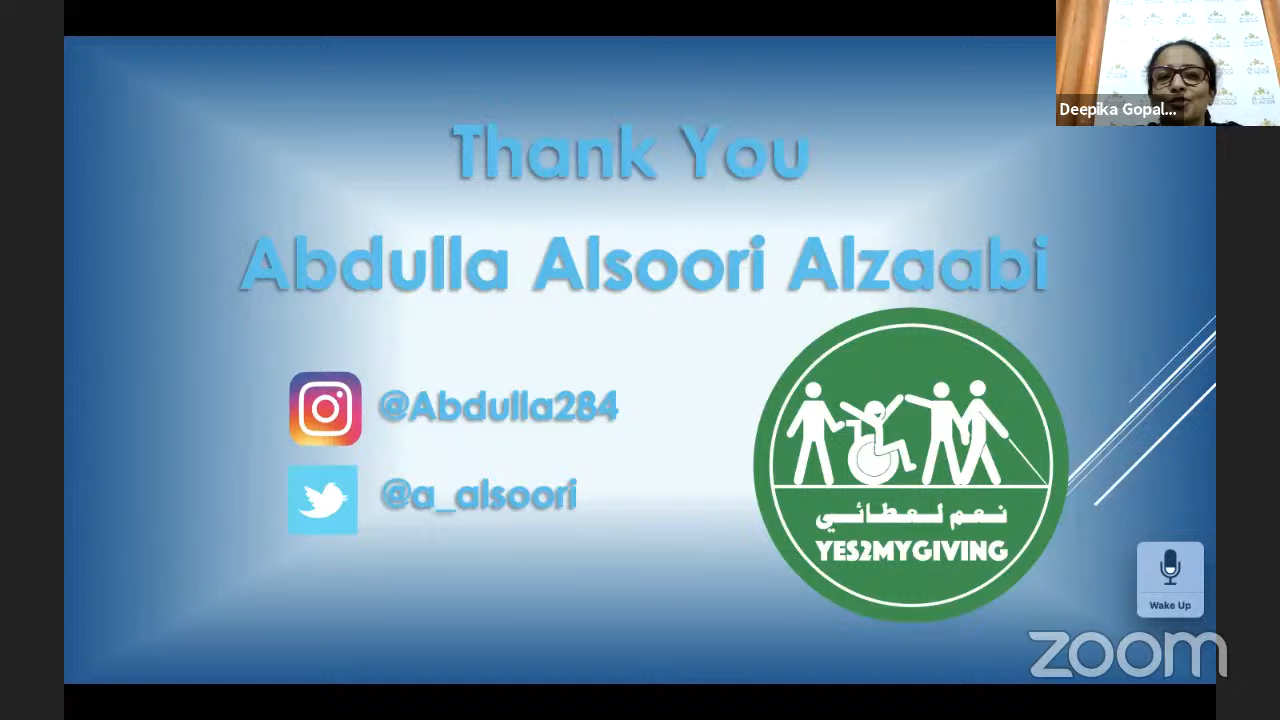 Thank You
Abdulla Alsoori Alzaabi
@Abdulla284
@a_alsoori
نعم لعطائي
YES2MYGIVING
Deepika Gopal...
Wake Up
zoom